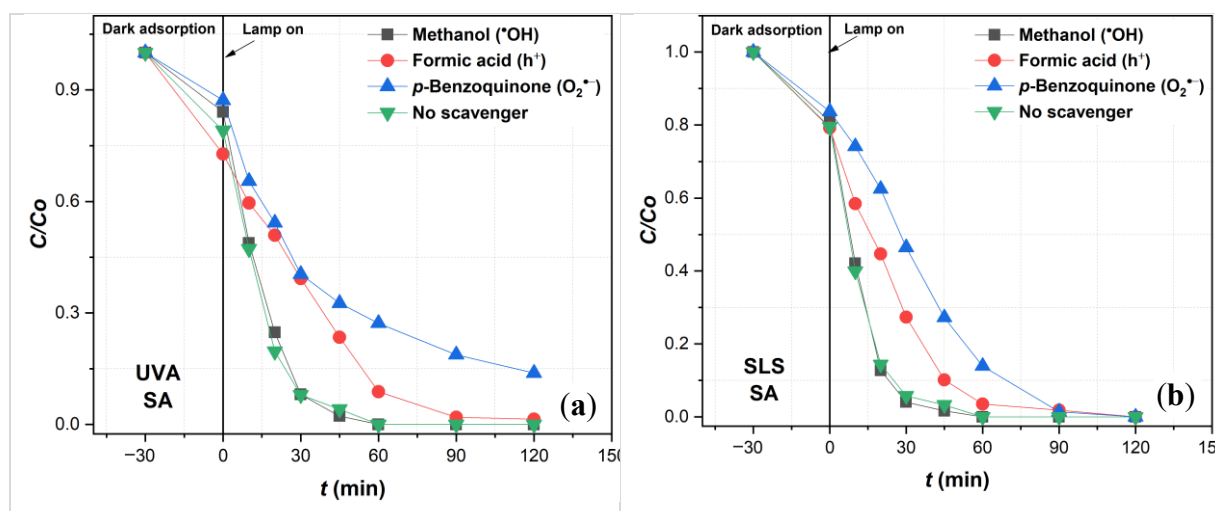 Dark adsorption
Lamp on
Methanol (•OH)
Formic acid (h⁺)
p-Benzoquinone (O₂•⁻)
No scavenger
C/Co
0.9
0.6
0.3
0.0
UVA
SA
(a)
−30 0 30 60 90 120 150
t (min)
Dark adsorption
Lamp on
Methanol (•OH)
Formic acid (h⁺)
p-Benzoquinone (O₂•⁻)
No scavenger
C/Co
1.0
0.8
0.6
0.4
0.2
0.0
SLS
SA
(b)
−30 0 30 60 90 120 150
t (min)